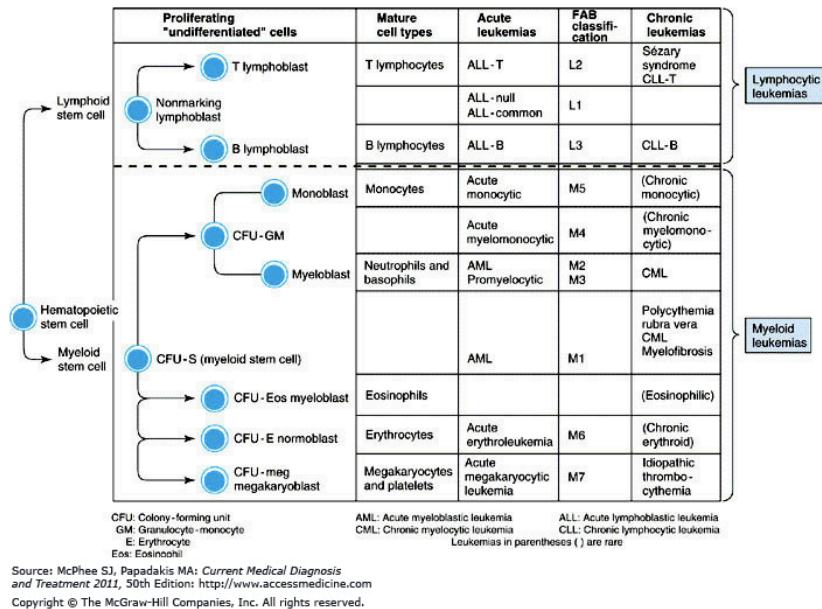 Proliferating
"undifferentiated" cells
Mature
cell types
Acute
leukemias
FAB
classifi-
cation
Chronic
leukemias
T lymphoblast
T lymphocytes
ALL-T
L2
Sézary
syndrome
CLL-T
Lymphocytic
leukemias
Lymphoid
stem cell
Nonmarking
lymphoblast
ALL-null
ALL-common
L1
B lymphoblast
B lymphocytes
ALL-B
L3
CLL-B
Monoblast
Monocytes
Acute
monocytic
M5
(Chronic
monocytic)
CFU-GM
Acute
myelomonocytic
M4
(Chronic
myelomono-
cytic)
Myeloblast
Neutrophils and
basophils
AML
Promyelocytic
M2
M3
CML
Hematopoietic
stem cell
Myeloid
stem cell
CFU-S (myeloid stem cell)
AML
M1
Polycythemia
rubra vera
CML
Myelofibrosis
Myeloid
leukemias
CFU-Eos myeloblast
Eosinophils
(Eosinophilic)
CFU-E normoblast
Erythrocytes
Acute
erythroleukemia
M6
(Chronic
erythroid)
CFU-meg
megakaryoblast
Megakaryocytes
and platelets
Acute
megakaryocytic
leukemia
M7
Idiopathic
thrombo-
cythemia
CFU: Colony-forming unit
GM: Granulocyte-monocyte
E: Erythrocyte
Eos: Eosinophil
AML: Acute myeloblastic leukemia
CML: Chronic myelocytic leukemia
ALL: Acute lymphoblastic leukemia
CLL: Chronic lymphocytic leukemia
Leukemias in parentheses ( ) are rare
Source: McPhee SJ, Papadakis MA: Current Medical Diagnosis
and Treatment 2011, 50th Edition: http://www.accessmedicine.com
Copyright © The McGraw-Hill Companies, Inc. All rights reserved.